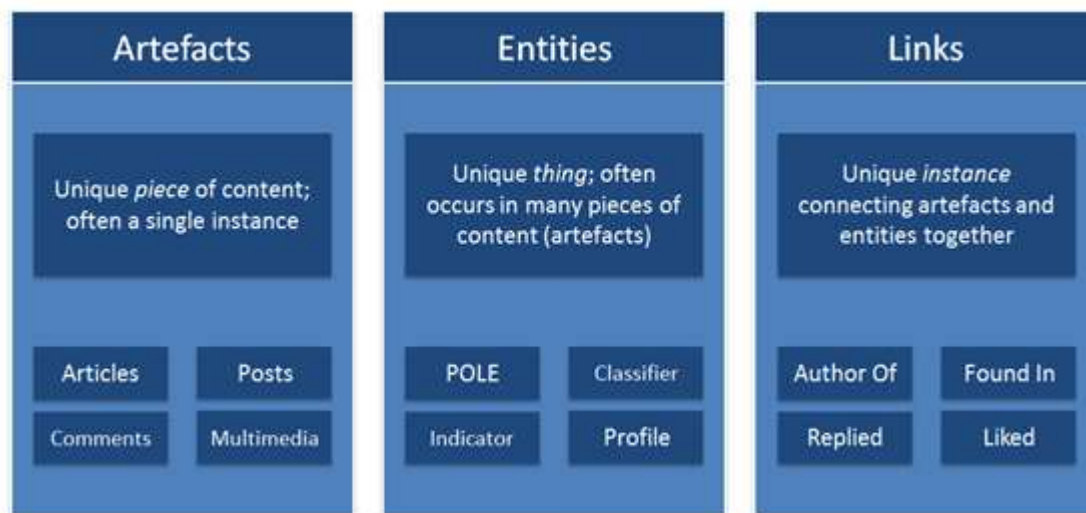 Artefacts
Unique piece of content;
often a single instance
Articles
Posts
Comments
Multimedia
Entities
Unique thing; often
occurs in many pieces of
content (artefacts)
POLE
Classifier
Indicator
Profile
Links
Unique instance
connecting artefacts and
entities together
Author Of
Found In
Replied
Liked